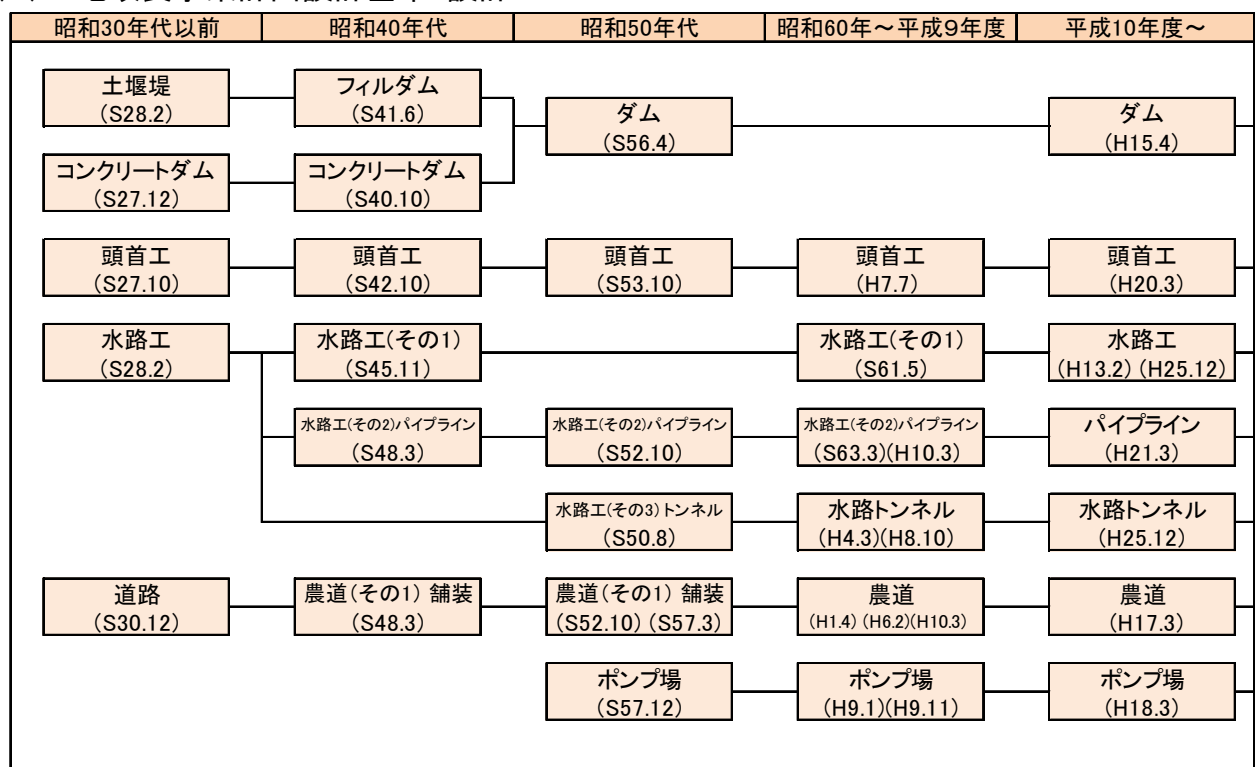 昭和30年代以前
昭和40年代
昭和50年代
昭和60年～平成9年度
平成10年度～
土堰堤
(S28.2)
フィルダム
(S41.6)
ダム
(S56.4)
ダム
(H15.4)
コンクリートダム
(S27.12)
コンクリートダム
(S40.10)
頭首工
(S27.10)
頭首工
(S42.10)
頭首工
(S53.10)
頭首工
(H7.7)
頭首工
(H20.3)
水路工
(S28.2)
水路工(その1)
(S45.11)
水路工(その1)
(S61.5)
水路工
(H13.2) (H25.12)
水路工(その2)パイプライン
(S48.3)
水路工(その2)パイプライン
(S52.10)
水路工(その2)パイプライン
(S63.3)(H10.3)
パイプライン
(H21.3)
水路工(その3)トンネル
(S50.8)
水路トンネル
(H4.3)(H8.10)
水路トンネル
(H25.12)
道路
(S30.12)
農道(その1) 舗装
(S48.3)
農道(その1) 舗装
(S52.10) (S57.3)
農道
(H1.4) (H6.2)(H10.3)
農道
(H17.3)
ポンプ場
(S57.12)
ポンプ場
(H9.1)(H9.11)
ポンプ場
(H18.3)